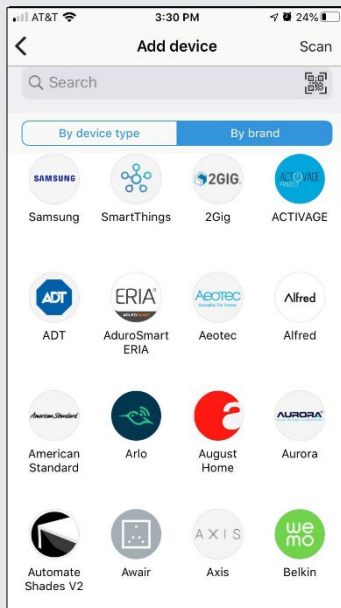 AT&T 3:30 PM 24%
Add device Scan
Search
By device type By brand
SAMSUNG 2GIG. ACTIVAGE PROJECT
Samsung SmartThings 2Gig ACTIVAGE
ADT ERIA ADUROSMART AEOTEC Alfred
ADT AduroSmart ERIA Aeotec Alfred
American Standard a AURORA
American Standard Arlo August Home Aurora
AXIS we mo
Automate Shades V2 Awair Axis Belkin